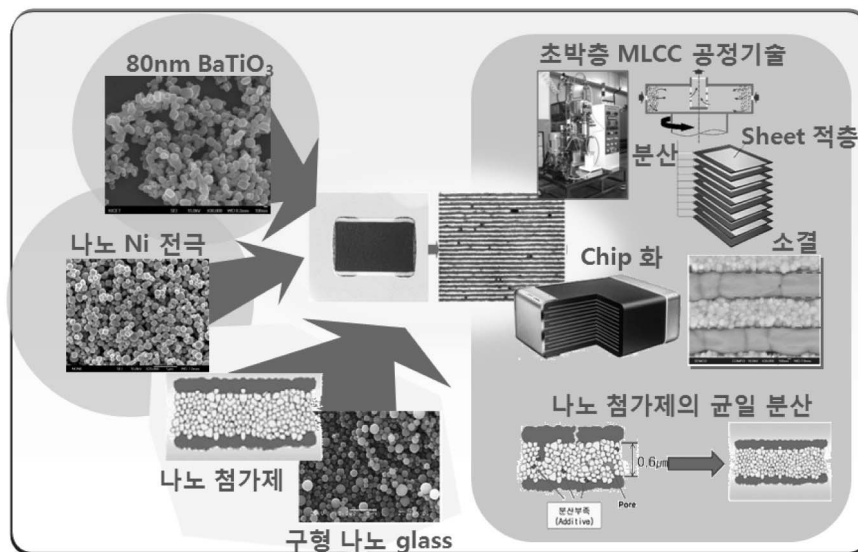 80nm BaTiO₃
나노 Ni 전극
나노 첨가제
구형 나노 glass
초박층 MLCC 공정기술
분산
Sheet 적층
소결
Chip 화
나노 첨가제의 균일 분산
0.6㎛
Pore
분산부족
(Additive)